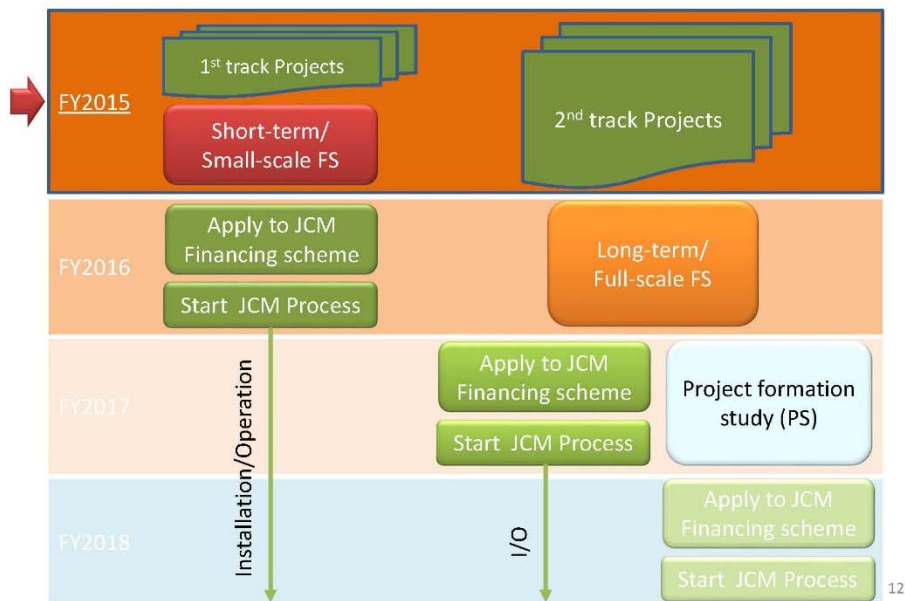 FY2015
1st track Projects
Short-term/
Small-scale FS
2nd track Projects
FY2016
Apply to JCM
Financing scheme
Start JCM Process
Long-term/
Full-scale FS
FY2017
Installation/Operation
Apply to JCM
Financing scheme
Start JCM Process
Project formation
study (PS)
FY2018
I/O
Apply to JCM
Financing scheme
Start JCM Process
12